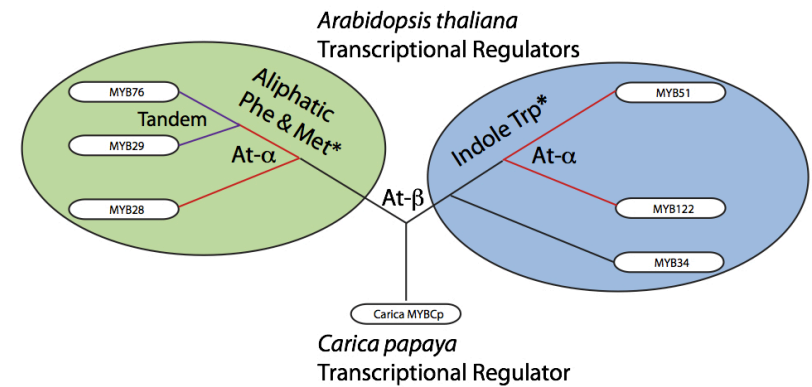 Arabidopsis thaliana
Transcriptional Regulators
Aliphatic
Phe & Met*
MYB76
Tandem
MYB29
At-α
MYB28
At-β
Indole Trp*
MYB51
At-α
MYB122
MYB34
Carica MYBCp
Carica papaya
Transcriptional Regulator